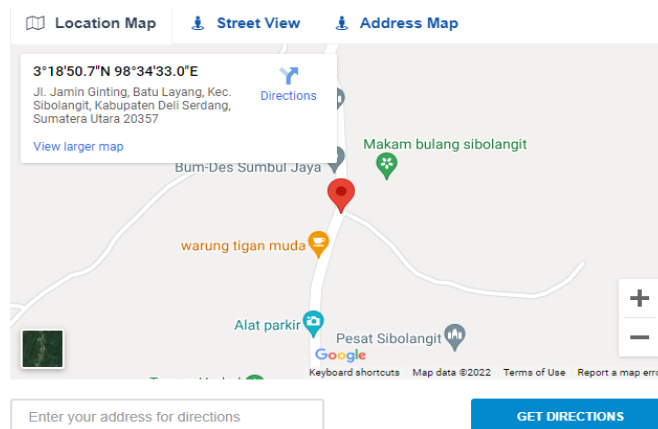 Location Map Street View Address Map
3°18'50.7"N 98°34'33.0"E
Jl. Jamin Ginting, Batu Layang, Kec.
Sibolangit, Kabupaten Deli Serdang,
Sumatera Utara 20357
Directions
View larger map
Makam bulang sibolangit
Bum-Des Sumbul Jaya
warung tigan muda
Alat parkir
Pesat Sibolangit
Google
Keyboard shortcuts Map data ©2022 Terms of Use Report a map erro
Enter your address for directions
GET DIRECTIONS